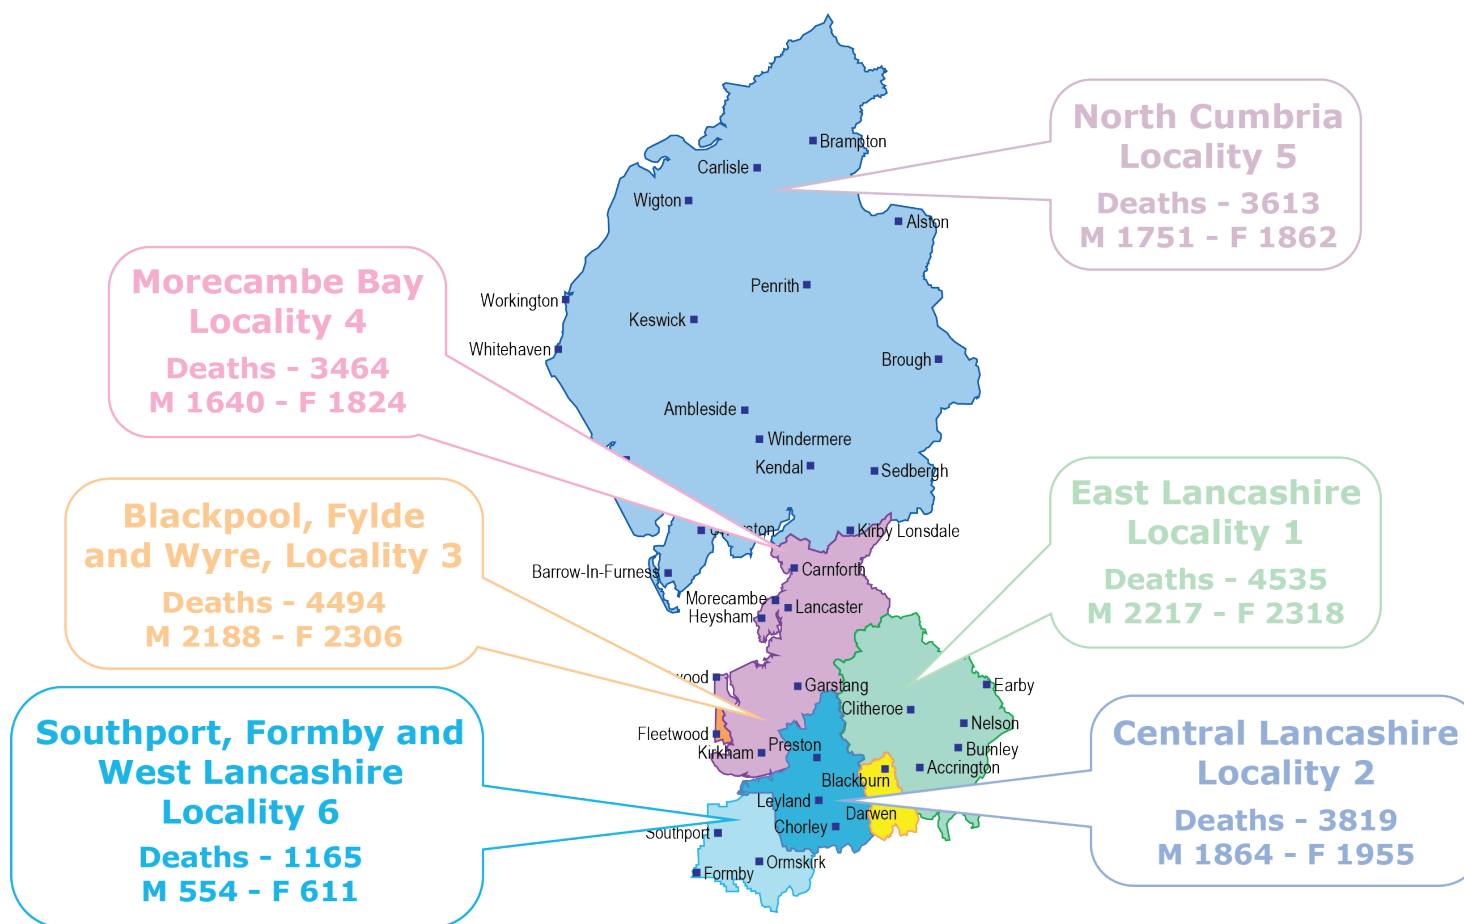 North Cumbria
Locality 5
Deaths - 3613
M 1751 - F 1862
Morecambe Bay
Locality 4
Deaths - 3464
M 1640 - F 1824
Blackpool, Fylde
and Wyre, Locality 3
Deaths - 4494
M 2188 - F 2306
East Lancashire
Locality 1
Deaths - 4535
M 2217 - F 2318
Southport, Formby and
West Lancashire
Locality 6
Deaths - 1165
M 554 - F 611
Central Lancashire
Locality 2
Deaths - 3819
M 1864 - F 1955
Brampton
Carlisle
Wigton
Alston
Penrith
Workington
Keswick
Whitehaven
Brough
Ambleside
Windermere
Kendal
Sedbergh
Kirby Lonsdale
Carnforth
Barrow-In-Furness
Morecambe
Lancaster
Heysham
Garstang
Earby
Clitheroe
Nelson
Fleetwood
Preston
Kirkham
Burnley
Accrington
Blackburn
Leyland
Darwen
Chorley
Southport
Ormskirk
Formby